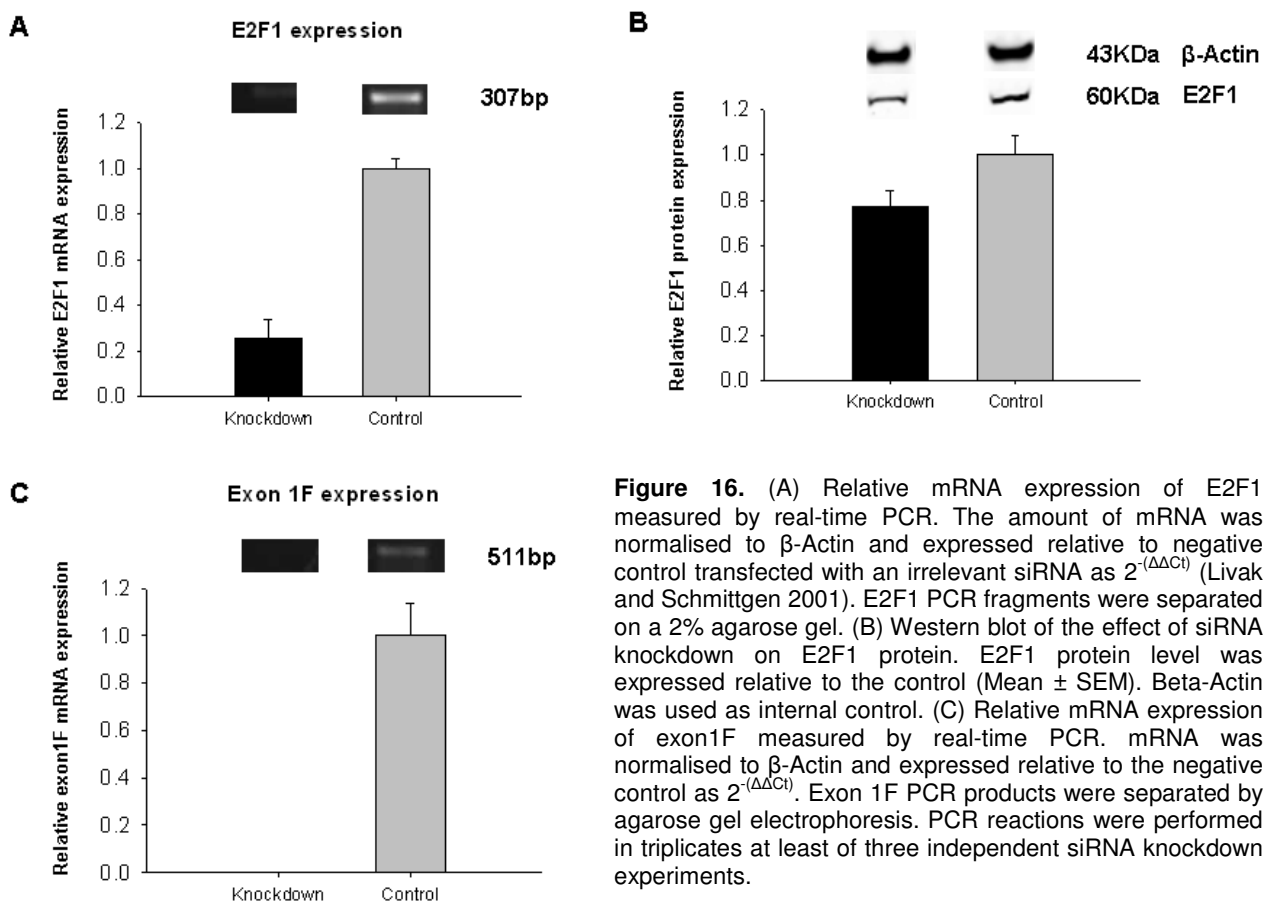 A
E2F1 expression
307bp
Relative E2F1 mRNA expression
1.2
1.0
0.8
0.6
0.4
0.2
0.0
Knockdown Control
B
43KDa β-Actin
60KDa E2F1
Relative E2F1 protein expression
1.2
1.0
0.8
0.6
0.4
0.2
0.0
Knockdown Control
C
Exon 1F expression
511bp
Relative exon1F mRNA expression
1.2
1.0
0.8
0.6
0.4
0.2
0.0
Knockdown Control
Figure 16. (A) Relative mRNA expression of E2F1
measured by real-time PCR. The amount of mRNA was
normalised to β-Actin and expressed relative to negative
control transfected with an irrelevant siRNA as 2-(ΔΔCt) (Livak
and Schmittgen 2001). E2F1 PCR fragments were separated
on a 2% agarose gel. (B) Western blot of the effect of siRNA
knockdown on E2F1 protein. E2F1 protein level was
expressed relative to the control (Mean ± SEM). Beta-Actin
was used as internal control. (C) Relative mRNA expression
of exon1F measured by real-time PCR. mRNA was
normalised to β-Actin and expressed relative to the negative
control as 2-(ΔΔCt). Exon 1F PCR products were separated by
agarose gel electrophoresis. PCR reactions were performed
in triplicates at least of three independent siRNA knockdown
experiments.